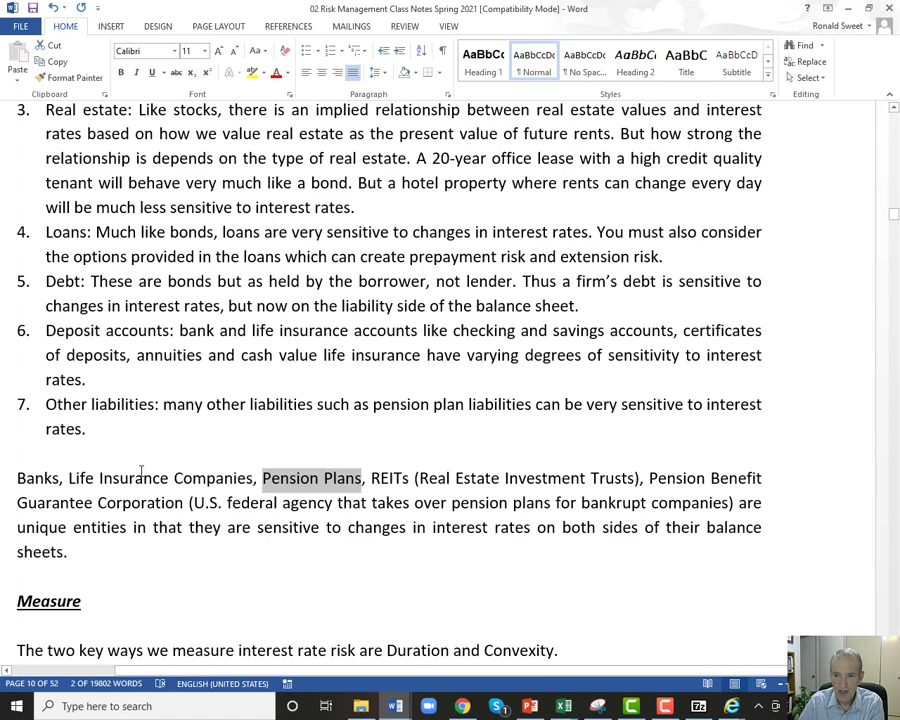 02 Risk Management Class Notes Spring 2021 [Compatibility Mode] - Word
FILE HOME INSERT DESIGN PAGE LAYOUT REFERENCES MAILINGS REVIEW VIEW Ronald Sweet
Paste Cut Copy Format Painter
Clipboard
Calibri 11
Font
Paragraph
AaBbCc AaBbCcDc AaBbCcDc AaBbCc AaBbC AaBbCcD
Heading 1 ¶ Normal ¶ No Spac... Heading 2 Title Subtitle
Styles
Find Replace Select
Editing
3. Real estate: Like stocks, there is an implied relationship between real estate values and interest
rates based on how we value real estate as the present value of future rents. But how strong the
relationship is depends on the type of real estate. A 20-year office lease with a high credit quality
tenant will behave very much like a bond. But a hotel property where rents can change every day
will be much less sensitive to interest rates.
4. Loans: Much like bonds, loans are very sensitive to changes in interest rates. You must also consider
the options provided in the loans which can create prepayment risk and extension risk.
5. Debt: These are bonds but as held by the borrower, not lender. Thus a firm's debt is sensitive to
changes in interest rates, but now on the liability side of the balance sheet.
6. Deposit accounts: bank and life insurance accounts like checking and savings accounts, certificates
of deposits, annuities and cash value life insurance have varying degrees of sensitivity to interest
rates.
7. Other liabilities: many other liabilities such as pension plan liabilities can be very sensitive to interest
rates.
Banks, Life Insurance Companies, Pension Plans, REITs (Real Estate Investment Trusts), Pension Benefit
Guarantee Corporation (U.S. federal agency that takes over pension plans for bankrupt companies) are
unique entities in that they are sensitive to changes in interest rates on both sides of their balance
sheets.
Measure
The two key ways we measure interest rate risk are Duration and Convexity.
PAGE 10 OF 52 2 OF 19802 WORDS ENGLISH (UNITED STATES)
Type here to search